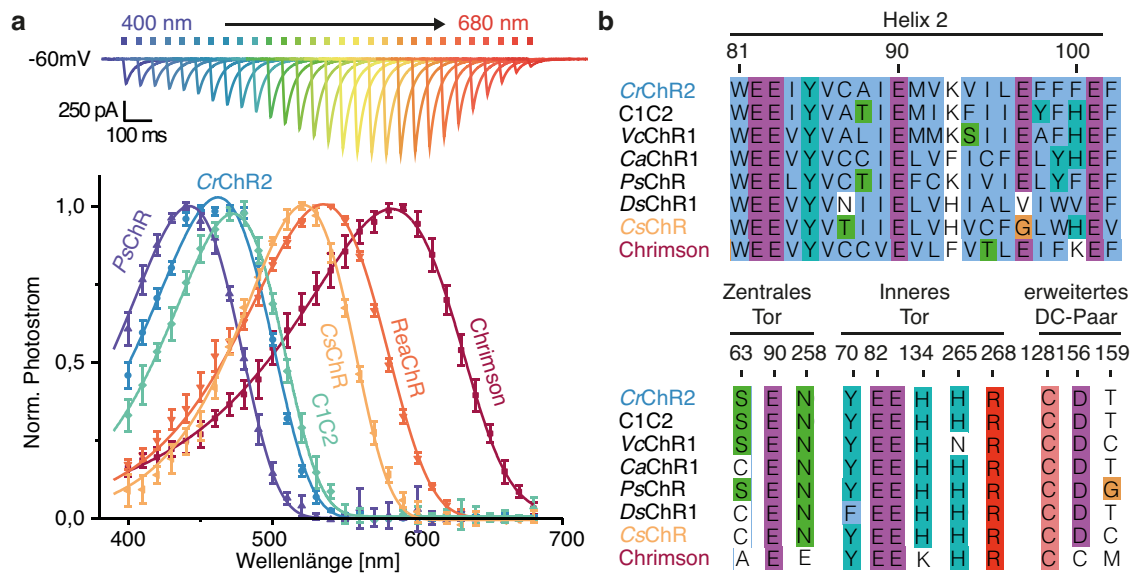 a
400 nm
680 nm
-60mV
250 pA
100 ms
Norm. Photostrom
1,0
0,5
0,0
400
500
600
700
Wellenlänge [nm]
PsChR
CrChR2
C1C2
CsChR
ReaChR
Chrimson
b
Helix 2
81 90 100
CrChR2 W E E I Y V C A I E M V K V I L E F F F E F
C1C2 W E E V Y V A T I E M I K F I I E Y F H E F
VcChR1 W E E V Y V A L I E M M K S I I E A F H E F
CaChR1 W E E V Y V C C I E L V F I C F E L Y H E F
PsChR W E E L Y V C T I E F C K I V I E L Y F E F
DsChR1 W E E V Y V N I I E L V H I A L V I W V E F
CsChR W E E V Y V T I I E L V H V C F G L W H E V
Chrimson W E E V Y V C C V E L V F V T L E I F K E F
Zentrales Tor
Inneres Tor
erweitertes DC-Paar
63 90 258 70 82 134 265 268 128 156 159
CrChR2 S E N Y E E H H R C D T
C1C2 S E N Y E E H H R C D T
VcChR1 S E N Y E E H N R C D C
CaChR1 C E N Y E E H H R C D T
PsChR S E N Y E E H H R C D G
DsChR1 C E N F E E H H R C D T
CsChR C E N Y E E H H R C D C
Chrimson A E E Y E E K H R C C M